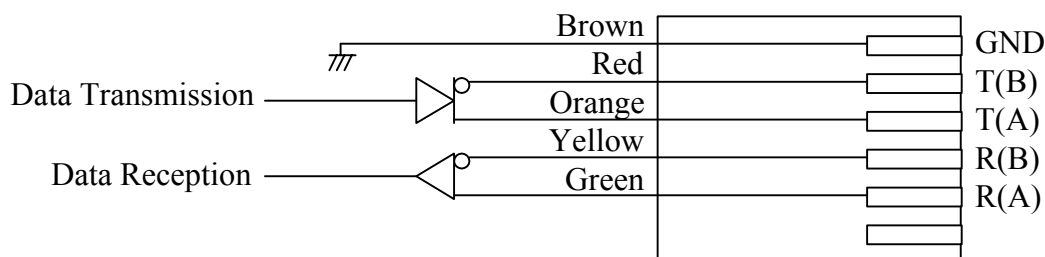 Brown
GND
Red
T(B)
Data Transmission
Orange
T(A)
Yellow
R(B)
Data Reception
Green
R(A)